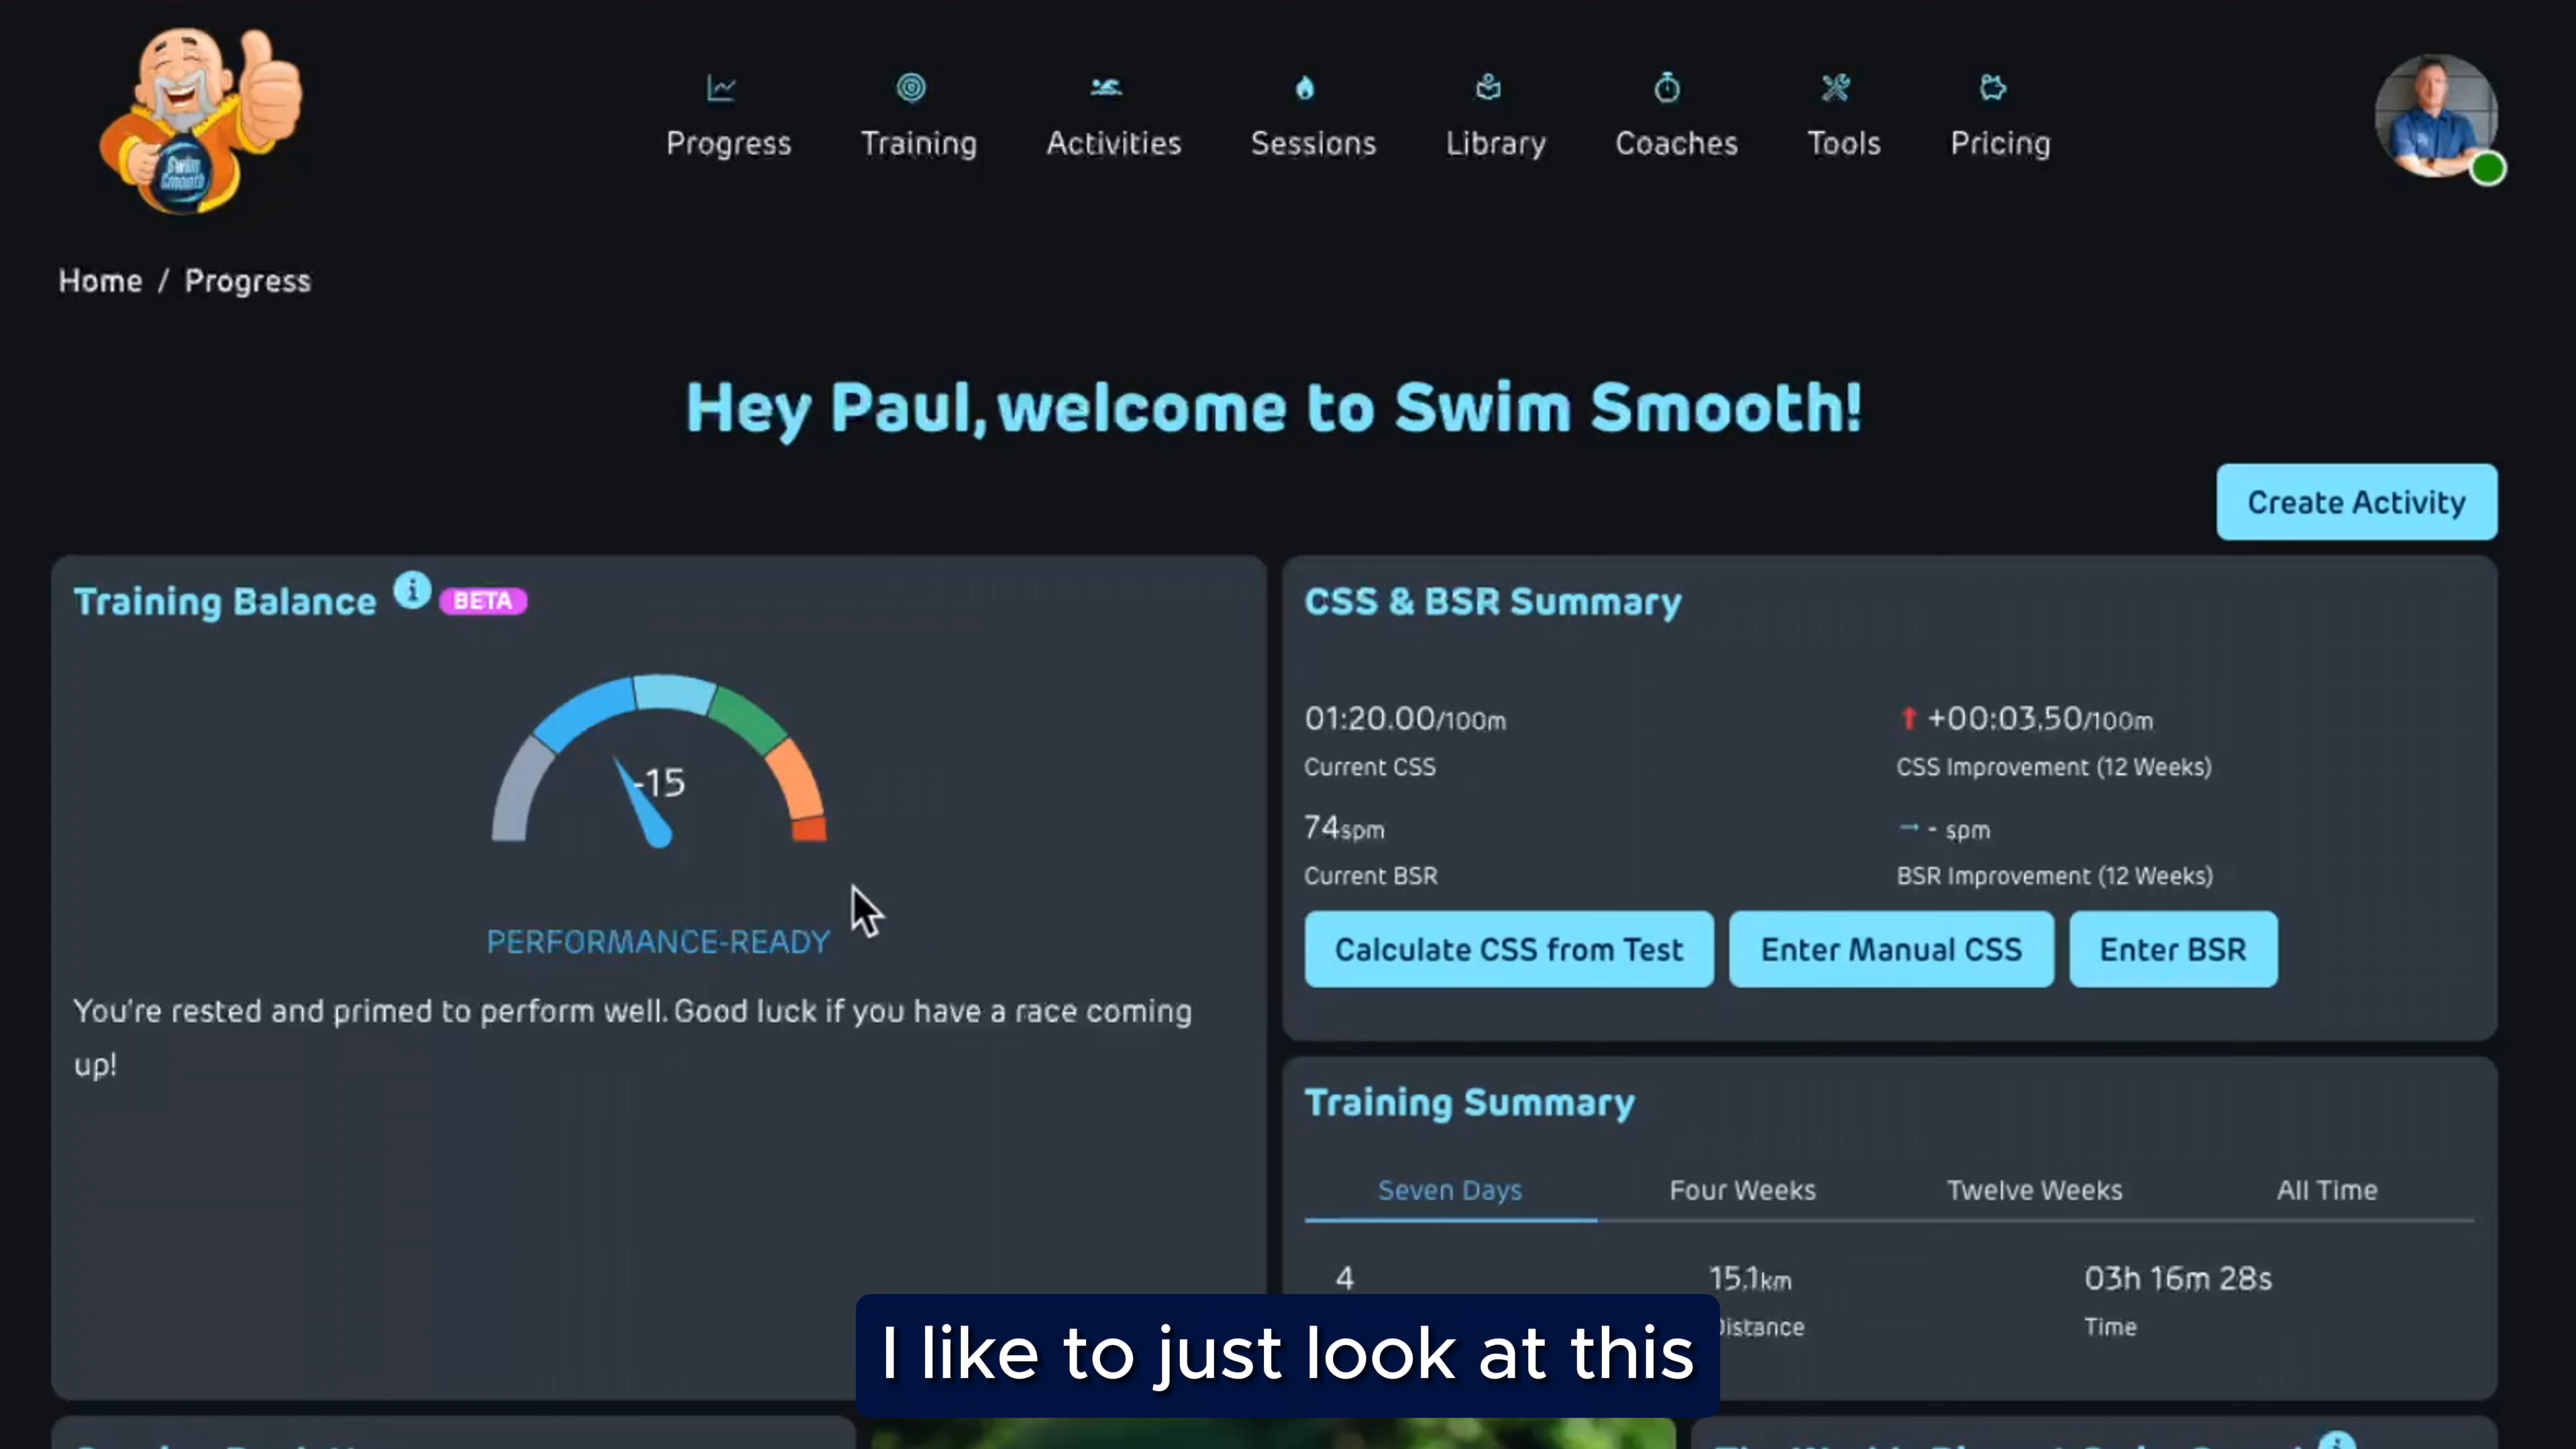 Swim
Smooth
Progress
Training
Activities
Sessions
Library
Coaches
Tools
Pricing
Home / Progress
Hey Paul, welcome to Swim Smooth!
Create Activity
Training Balance i BETA
-15
PERFORMANCE-READY
You're rested and primed to perform well. Good luck if you have a race coming
up!
CSS & BSR Summary
01:20.00/100m
Current CSS
+00:03.50/100m
CSS Improvement (12 Weeks)
74spm
Current BSR
- spm
BSR Improvement (12 Weeks)
Calculate CSS from Test
Enter Manual CSS
Enter BSR
Training Summary
Seven Days
Four Weeks
Twelve Weeks
All Time
4
15.1km
Distance
03h 16m 28s
Time
I like to just look at this